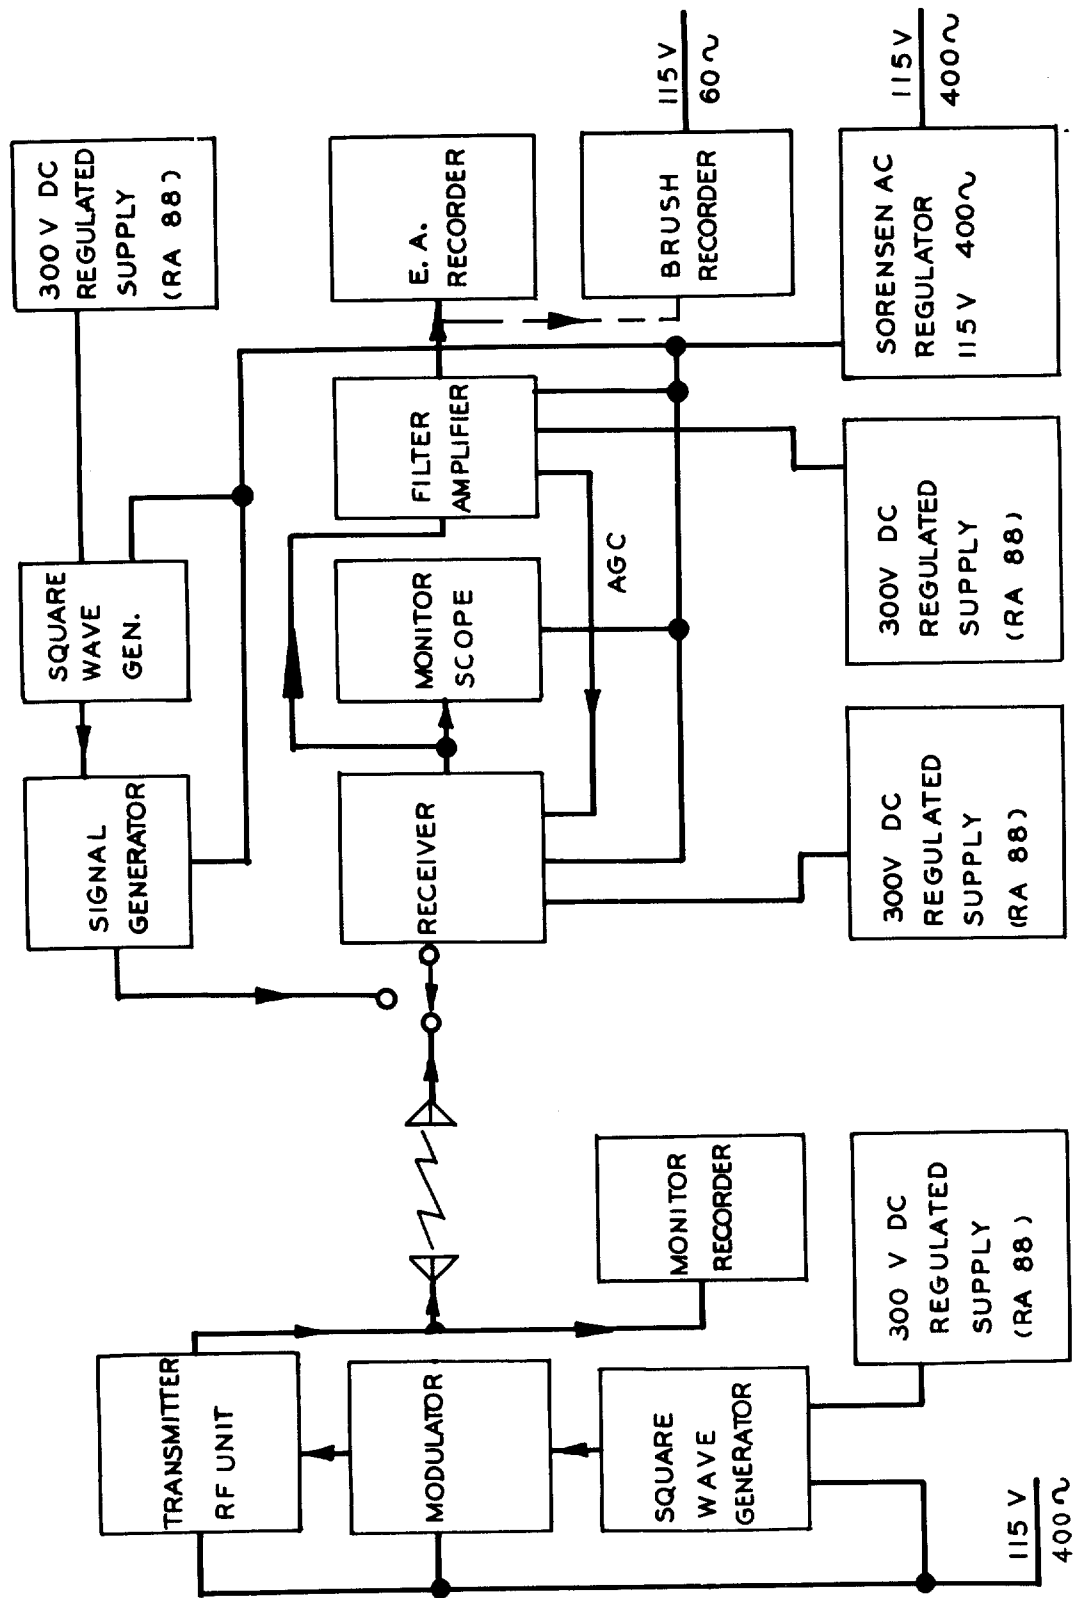 TRANSMITTER
RF UNIT
SIGNAL
GENERATOR
SQUARE
WAVE
GEN.
300 V DC
REGULATED
SUPPLY
(RA 88)
MODULATOR
RECEIVER
MONITOR
SCOPE
FILTER
AMPLIFIER
E. A.
RECORDER
SQUARE
WAVE
GENERATOR
MONITOR
RECORDER
AGC
BRUSH
RECORDER
115 V
60~
115 V
400~
300 V DC
REGULATED
SUPPLY
(RA 88)
300V DC
REGULATED
SUPPLY
(RA 88)
300V DC
REGULATED
SUPPLY
(RA 88)
SORENSEN AC
REGULATOR
115 V 400~
115 V
400~